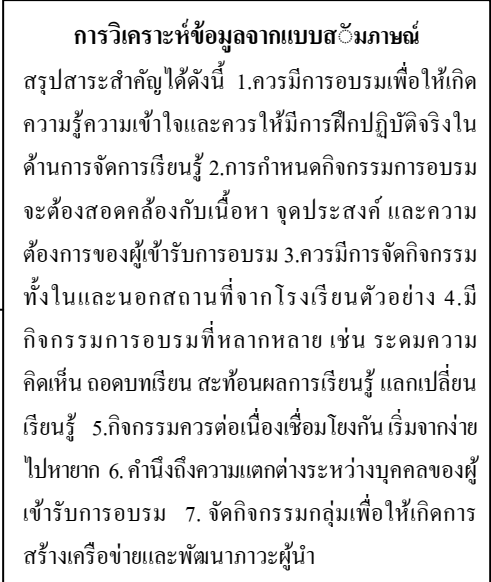 การวิเคราะห์ข้อมูลจากแบบสัมภาษณ์
สรุปสาระสำคัญได้ดังนี้ 1.ควรมีการอบรมเพื่อให้เกิด
ความรู้ความเข้าใจและควรให้มีการฝึกปฏิบัติจริงใน
ด้านการจัดการเรียนรู้ 2.การกำหนดกิจกรรมการอบรม
จะต้องสอดคล้องกับเนื้อหา จุดประสงค์ และความ
ต้องการของผู้เข้ารับการอบรม 3.ควรมีการจัดกิจกรรม
ทั้งในและนอกสถานที่จากโรงเรียนตัวอย่าง 4.มี
กิจกรรมการอบรมที่หลากหลาย เช่น ระดมความ
คิดเห็น ถอดบทเรียน สะท้อนผลการเรียนรู้ แลกเปลี่ยน
เรียนรู้ 5.กิจกรรมควรต่อเนื่องเชื่อมโยงกัน เริ่มจากง่าย
ไปหายาก 6. คำนึงถึงความแตกต่างระหว่างบุคคลของผู้
เข้ารับการอบรม 7. จัดกิจกรรมกลุ่มเพื่อให้เกิดการ
สร้างเครือข่ายและพัฒนาภาวะผู้นำ